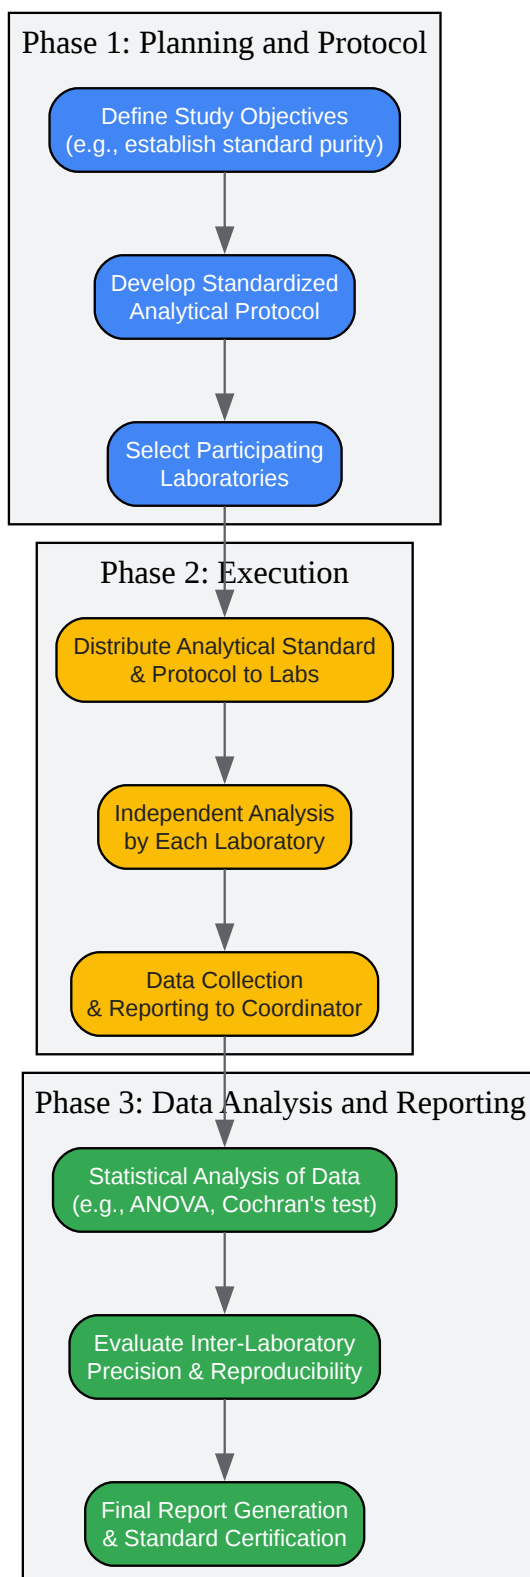 Phase 1: Planning and Protocol
Define Study Objectives
(e.g., establish standard purity)
Develop Standardized
Analytical Protocol
Select Participating
Laboratories
Phase 2: Execution
Distribute Analytical Standard
& Protocol to Labs
Independent Analysis
by Each Laboratory
Data Collection
& Reporting to Coordinator
Phase 3: Data Analysis and Reporting
Statistical Analysis of Data
(e.g., ANOVA, Cochran's test)
Evaluate Inter-Laboratory
Precision & Reproducibility
Final Report Generation
& Standard Certification